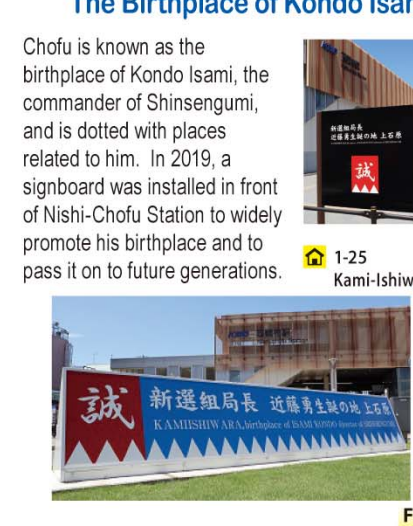 The Birthplace of Kondo Isam
Chofu is known as the
birthplace of Kondo Isami, the
commander of Shinsengumi,
and is dotted with places
related to him. In 2019, a
signboard was installed in front
of Nishi-Chofu Station to widely
promote his birthplace and to
pass it on to future generations.
新選組局長
近藤勇生誕の地 上石原
誠
1-25
Kami-Ishiw
誠 新選組局長 近藤勇生誕の地 上石原
KAMIISHIWARA, birthplace of ISAMI KONDO director of SHINSENGUMI
F